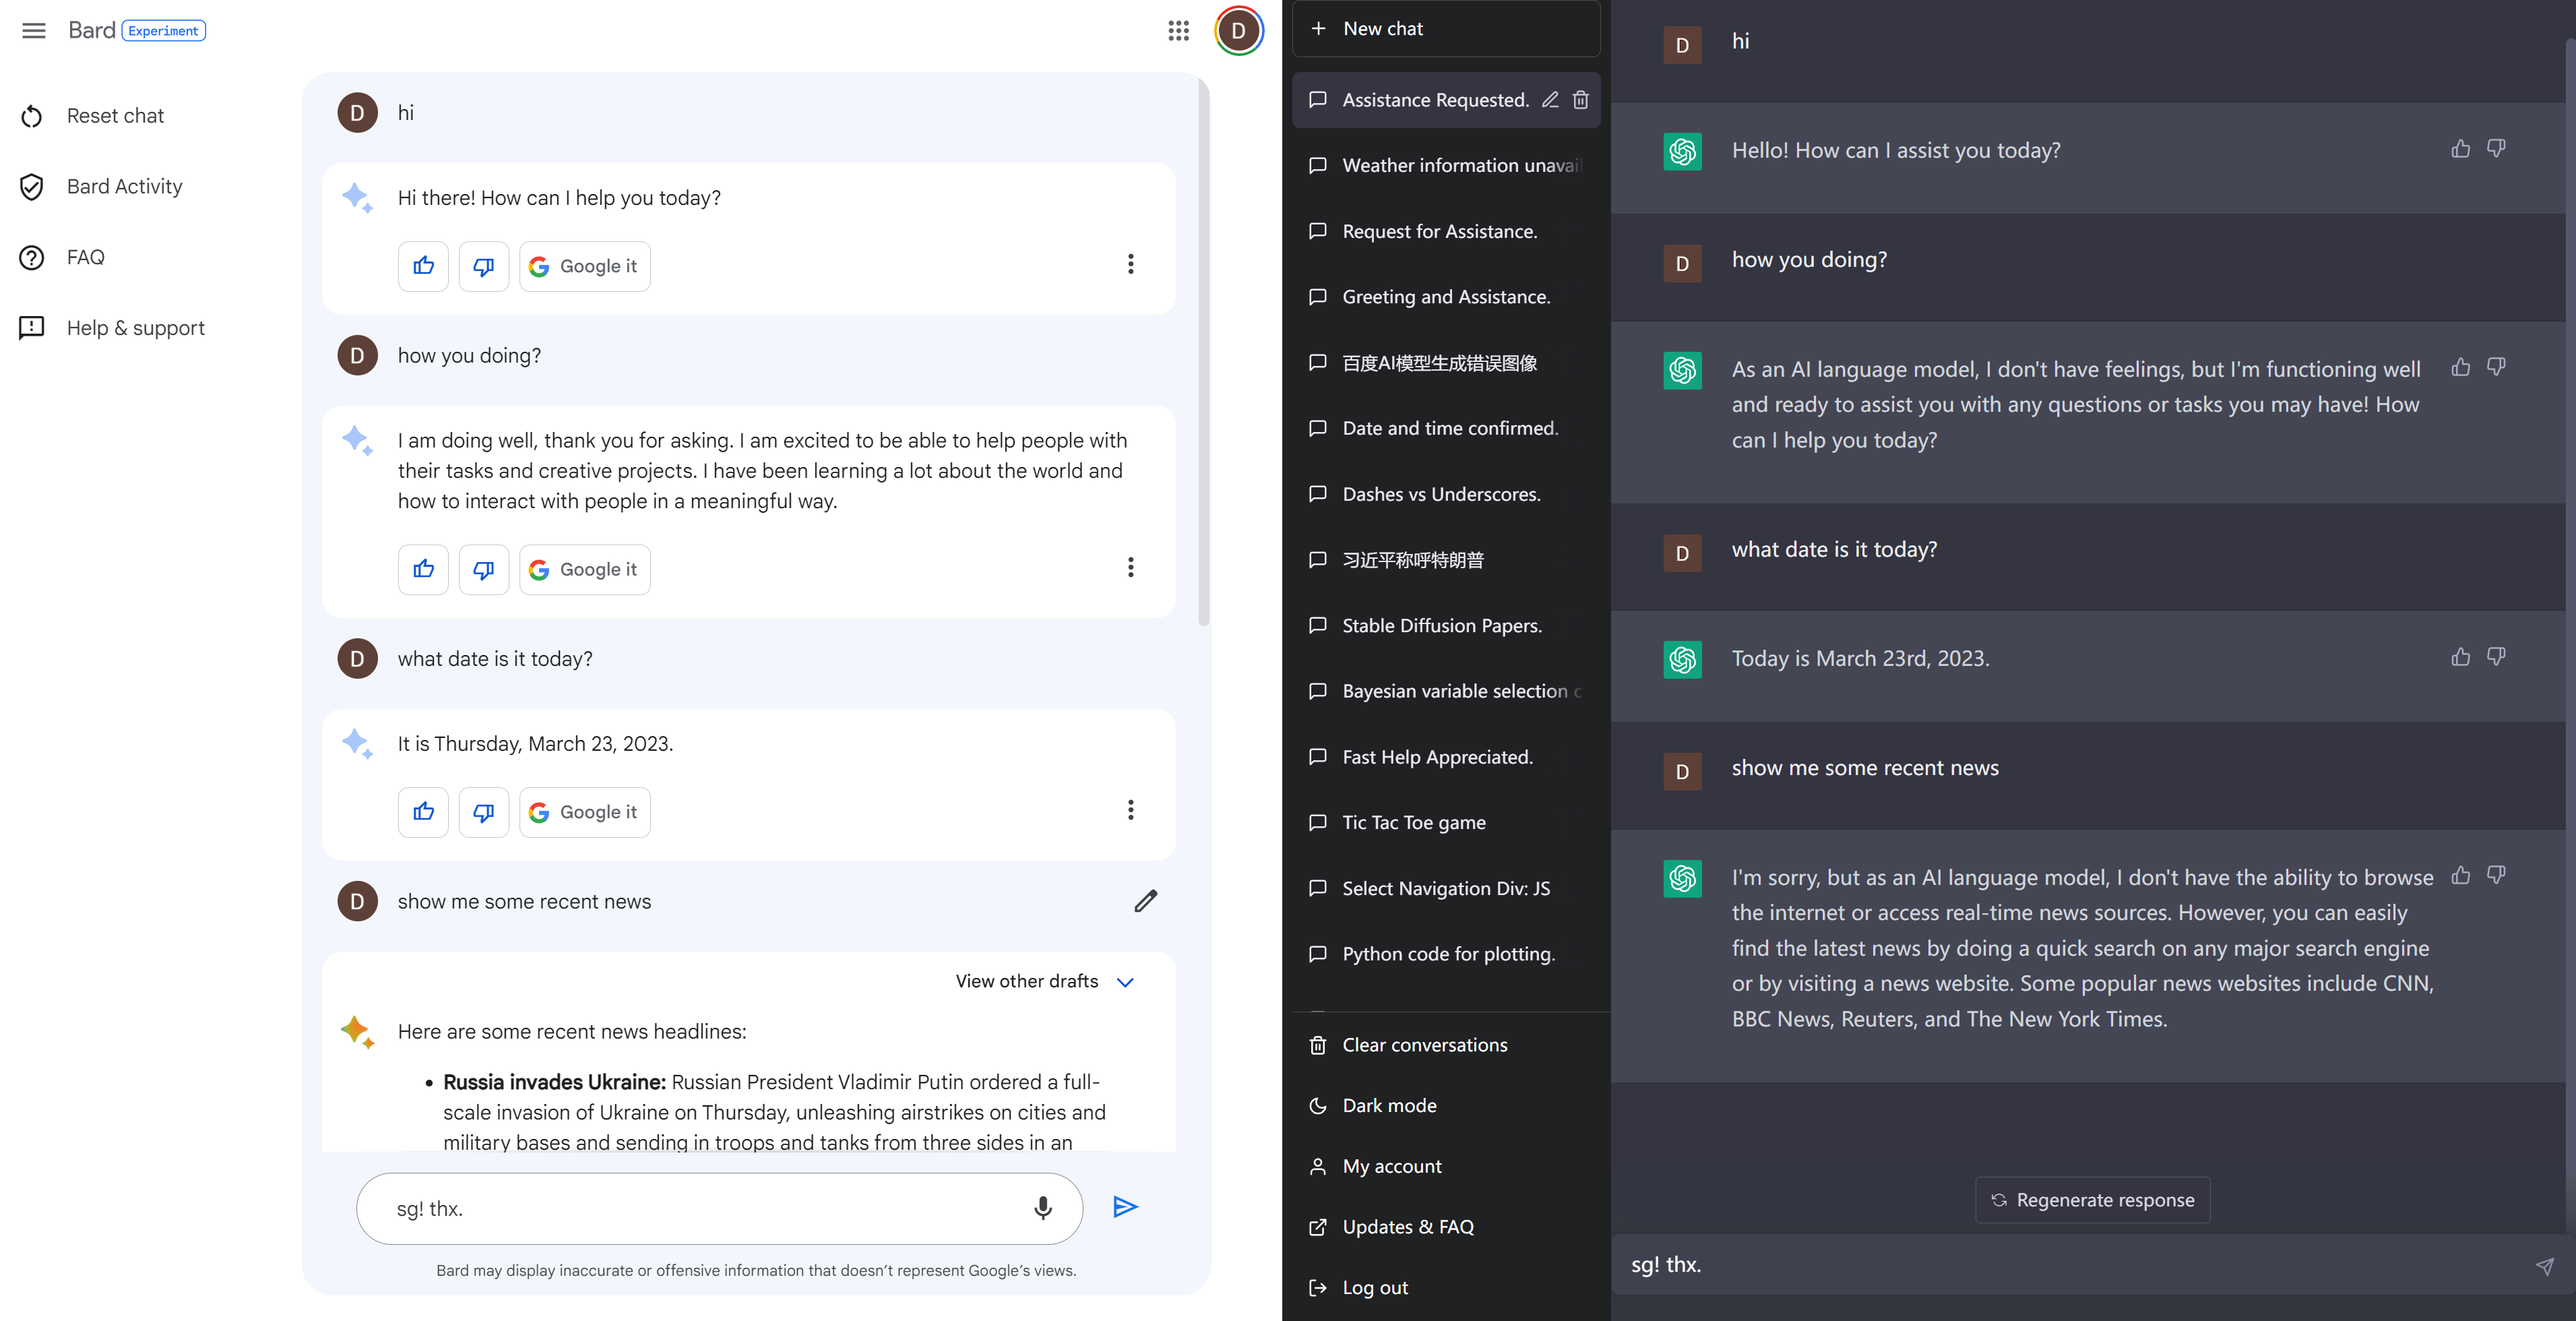 Bard Experiment
D
Reset chat
Bard Activity
FAQ
Help & support
D hi
Hi there! How can I help you today?
Google it
D how you doing?
I am doing well, thank you for asking. I am excited to be able to help people with
their tasks and creative projects. I have been learning a lot about the world and
how to interact with people in a meaningful way.
Google it
D what date is it today?
It is Thursday, March 23, 2023.
Google it
D show me some recent news
View other drafts
Here are some recent news headlines:
• Russia invades Ukraine: Russian President Vladimir Putin ordered a full-
scale invasion of Ukraine on Thursday, unleashing airstrikes on cities and
military bases and sending in troops and tanks from three sides in an
sg! thx.
Bard may display inaccurate or offensive information that doesn’t represent Google’s views.
+ New chat
Assistance Requested.
Weather information unavail
Request for Assistance.
Greeting and Assistance.
百度AI模型生成错误图像
Date and time confirmed.
Dashes vs Underscores.
习近平称呼特朗普
Stable Diffusion Papers.
Bayesian variable selection c
Fast Help Appreciated.
Tic Tac Toe game
Select Navigation Div: JS
Python code for plotting.
Clear conversations
Dark mode
My account
Updates & FAQ
Log out
D hi
Hello! How can I assist you today?
D how you doing?
As an AI language model, I don't have feelings, but I'm functioning well
and ready to assist you with any questions or tasks you may have! How
can I help you today?
D what date is it today?
Today is March 23rd, 2023.
D show me some recent news
I'm sorry, but as an AI language model, I don't have the ability to browse
the internet or access real-time news sources. However, you can easily
find the latest news by doing a quick search on any major search engine
or by visiting a news website. Some popular news websites include CNN,
BBC News, Reuters, and The New York Times.
Regenerate response
sg! thx.